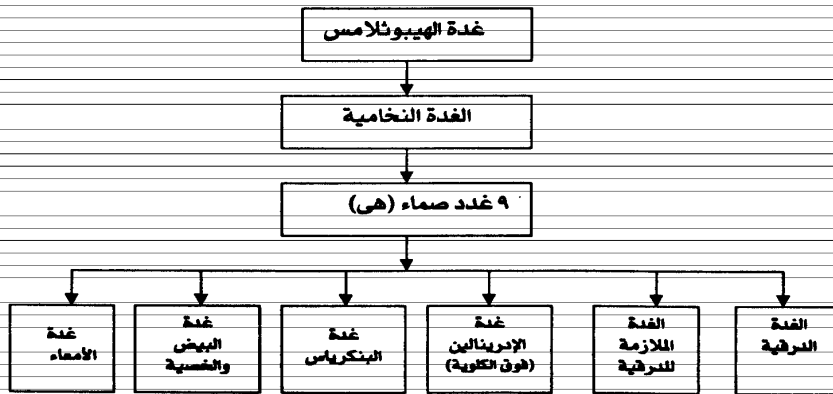 غدة الهيبوثلامس
الغدة النخامية
٩ غدد صماء (هى)
الغدة
الدرقية
الغدة
الملازمة
للدرقية
غدة
الإدرينالين
(فوق الكلوية)
غدة
البنكرياس
غدة
البيض
والخصية
غدة
الأمعاء